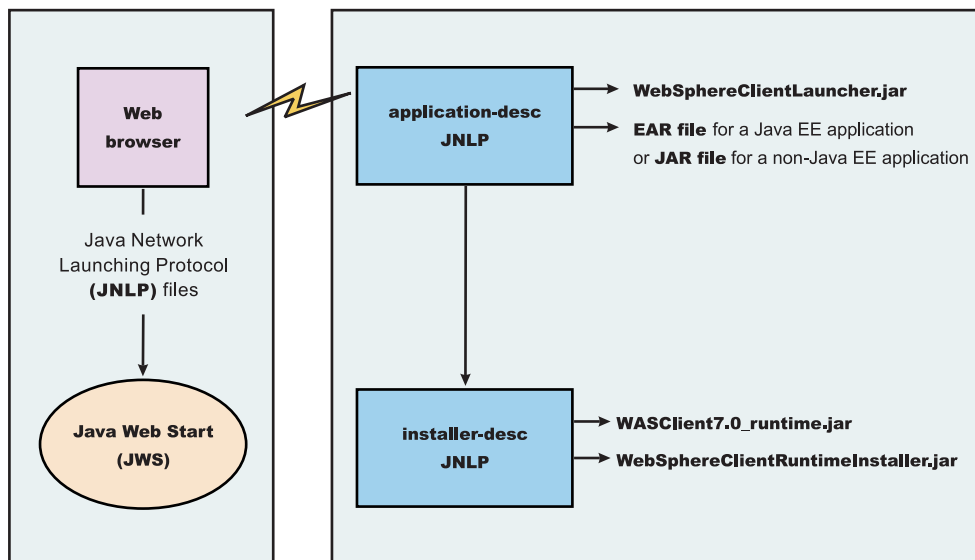 Web
browser
Java Network
Launching Protocol
(JNLP) files
Java Web Start
(JWS)
application-desc
JNLP
WebSphereClientLauncher.jar
EAR file for a Java EE application
or JAR file for a non-Java EE application
installer-desc
JNLP
WASClient7.0_runtime.jar
WebSphereClientRuntimeInstaller.jar